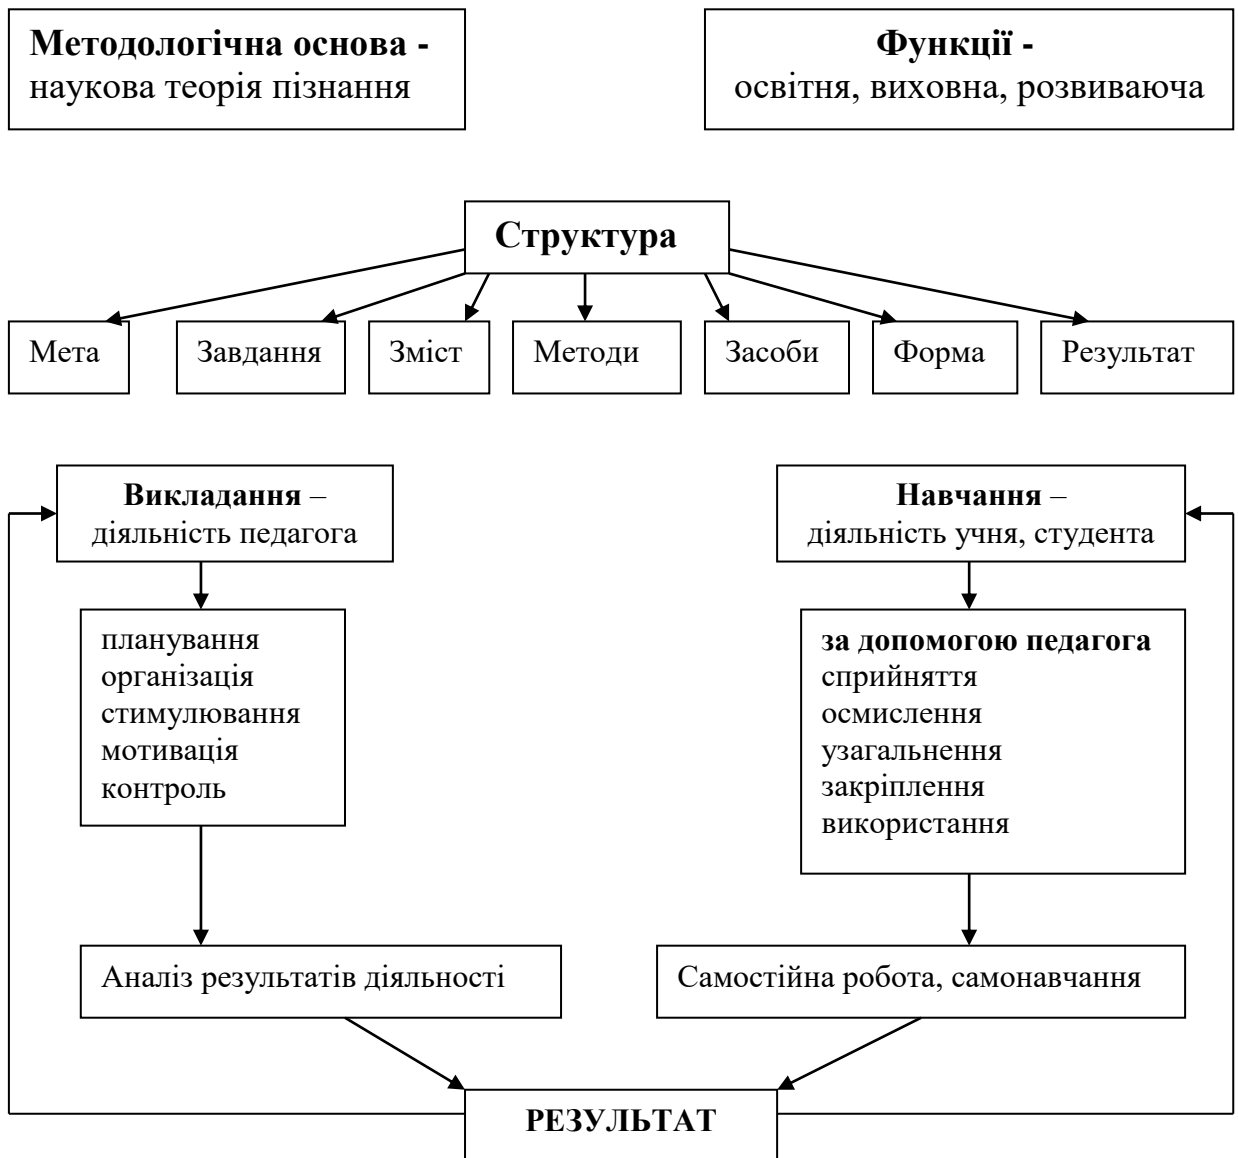 Методологічна основа -
наукова теорія пізнання
Функції -
освітня, виховна, розвиваюча
Структура
Мета
Завдання
Зміст
Методи
Засоби
Форма
Результат
Викладання –
діяльність педагога
Навчання –
діяльність учня, студента
планування
організація
стимулювання
мотивація
контроль
за допомогою педагога
сприйняття
осмислення
узагальнення
закріплення
використання
Аналіз результатів діяльності
Самостійна робота, самонавчання
РЕЗУЛЬТАТ